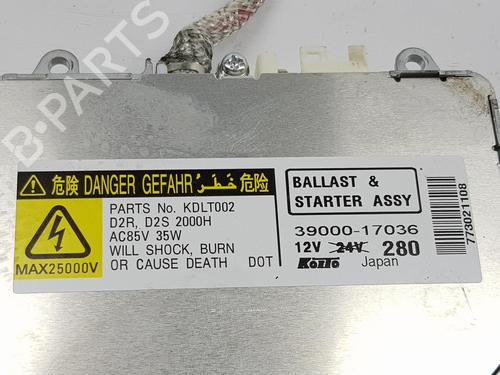 危険 DANGER GEFAHR خَطَر 危险
PARTS No. KDLT002
D2R, D2S 2000H
AC85V 35W
WILL SHOCK, BURN
OR CAUSE DEATH DOT
MAX25000V
BALLAST &
STARTER ASSY
39000-17036
12V 24V 280
KOITO Japan
773021108
B-PARTS